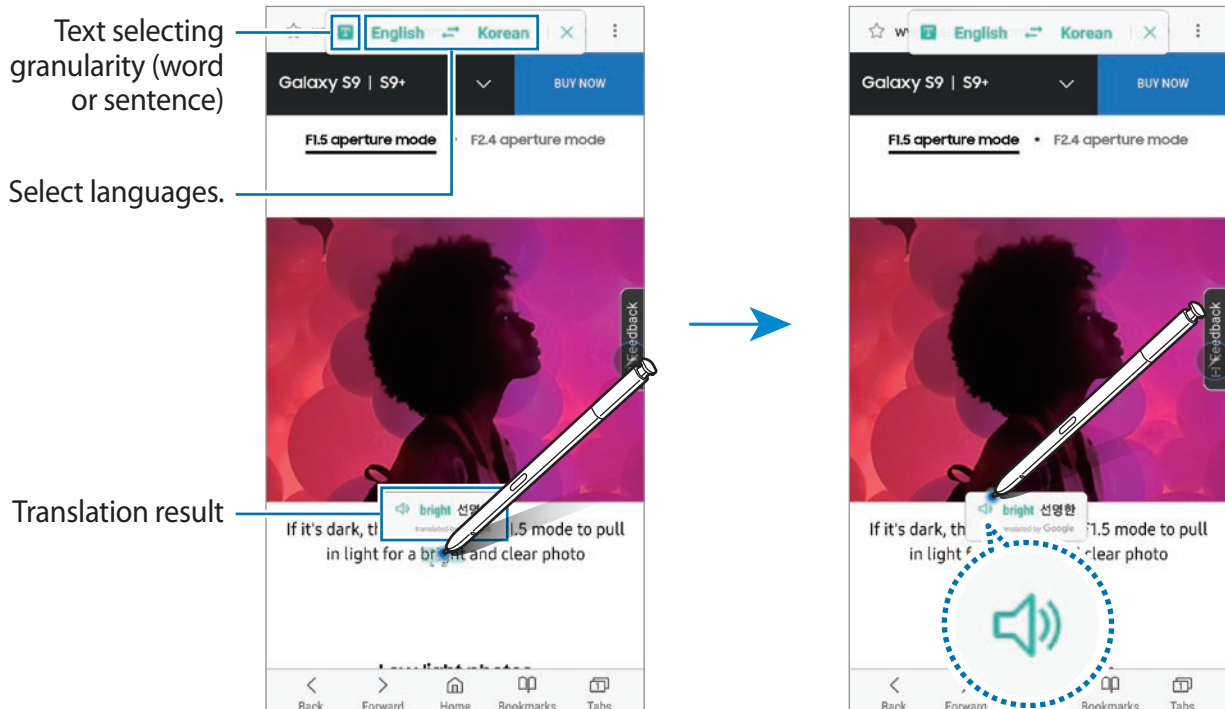 Text selecting
granularity (word
or sentence)
Select languages.
Translation result
English Korean
Galaxy S9 | S9+
BUY NOW
F1.5 aperture mode • F2.4 aperture mode
Feedback
bright
translated by
If it's dark, 1.5 mode to pull
in light for a and clear photo
Back Forward Home Bookmarks Tabs
English Korean
Galaxy S9 | S9+
BUY NOW
F1.5 aperture mode • F2.4 aperture mode
[-] Feedback
bright 선명한
translated by Google
If it's dark, F1.5 mode to pull
in light clear photo
Back Bookmarks Tabs